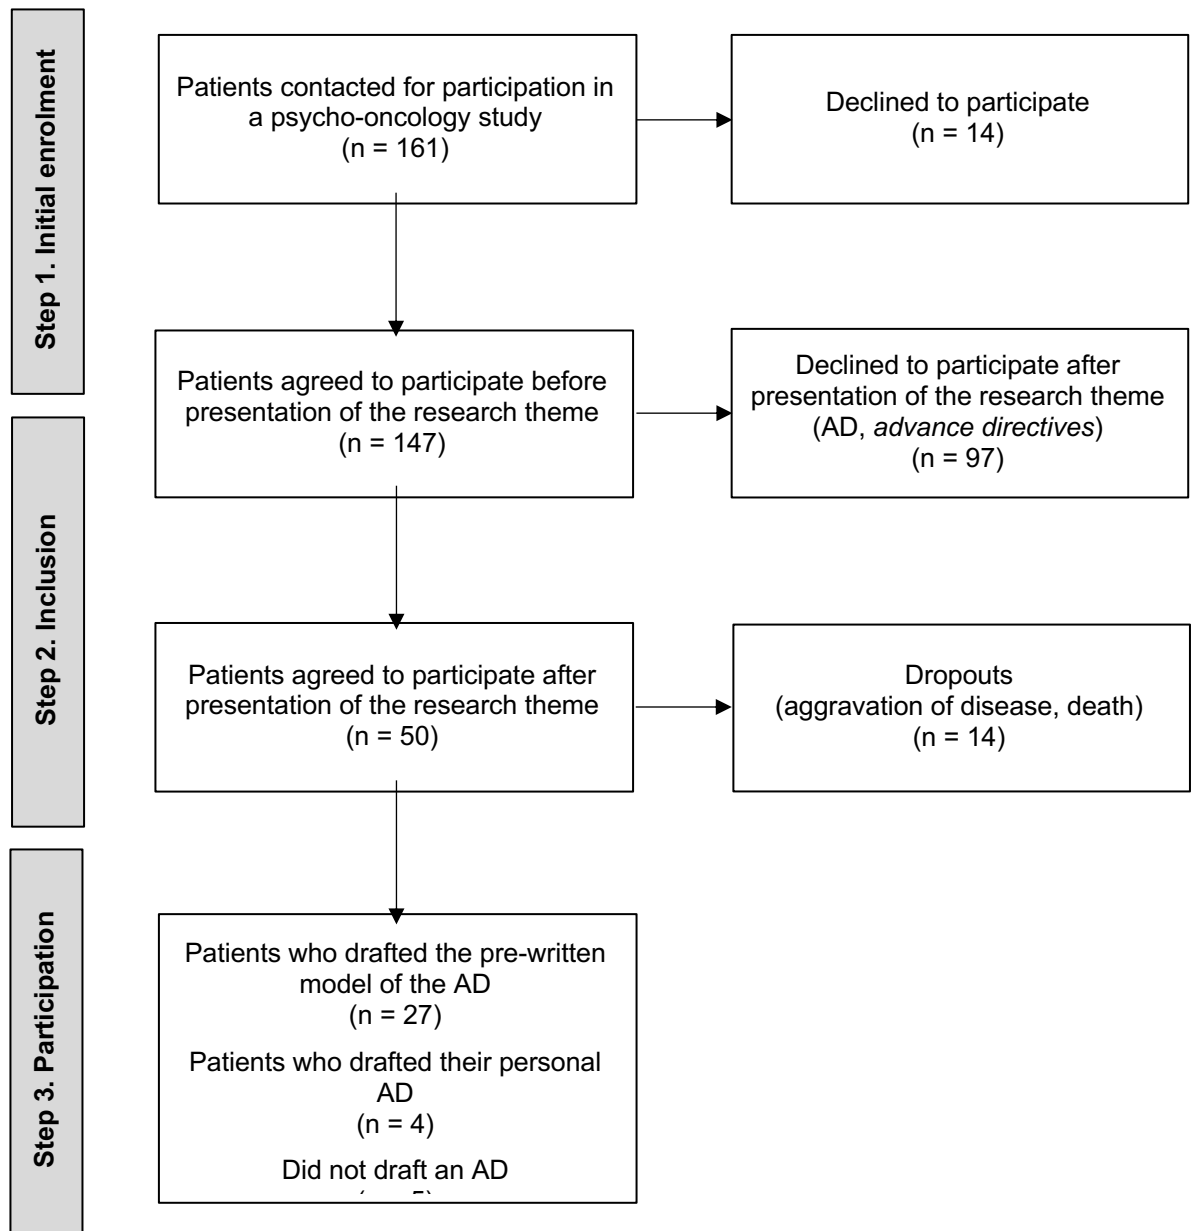 Step 1. Initial enrolment
Patients contacted for participation in
a psycho-oncology study
(n = 161)
Declined to participate
(n = 14)
Patients agreed to participate before
presentation of the research theme
(n = 147)
Declined to participate after
presentation of the research theme
(AD, advance directives)
(n = 97)
Step 2. Inclusion
Patients agreed to participate after
presentation of the research theme
(n = 50)
Dropouts
(aggravation of disease, death)
(n = 14)
Step 3. Participation
Patients who drafted the pre-written
model of the AD
(n = 27)
Patients who drafted their personal
AD
(n = 4)
Did not draft an AD